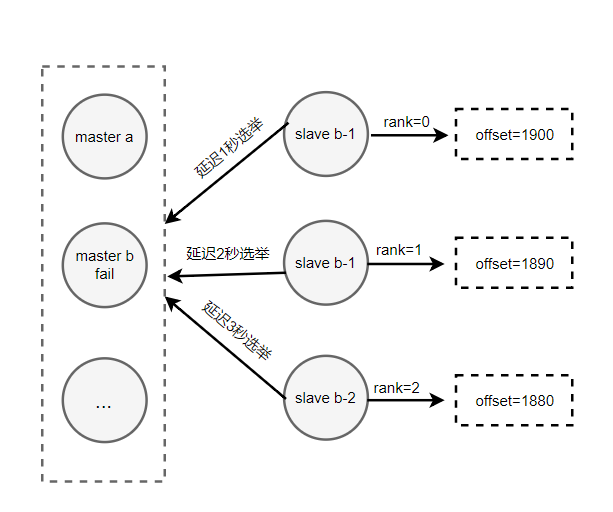 master a
延迟1秒选举
slave b-1
rank=0
offset=1900
master b
fail
延迟2秒选举
slave b-1
rank=1
offset=1890
...
延迟3秒选举
slave b-2
rank=2
offset=1880